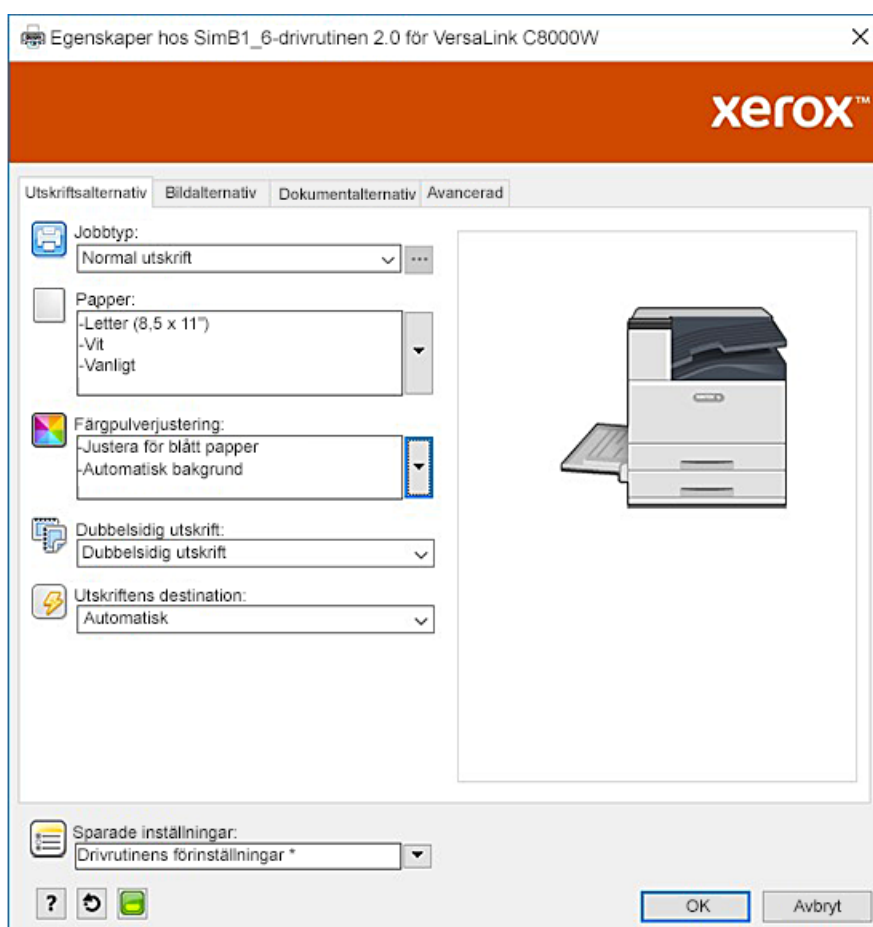 Egenskaper hos SimB1_6-drivrutinen 2.0 för VersaLink C8000W
xerox™
Utskriftsalternativ Bildalternativ Dokumentalternativ Avancerad
Jobbtyp:
Normal utskrift
Papper:
-Letter (8,5 x 11")
-Vit
-Vanligt
Färgpulverjustering:
-Justera för blått papper
-Automatisk bakgrund
Dubbelsidig utskrift:
Dubbelsidig utskrift
Utskriftens destination:
Automatisk
Sparade inställningar:
Drivrutinens förinställningar *
? OK Avbryt